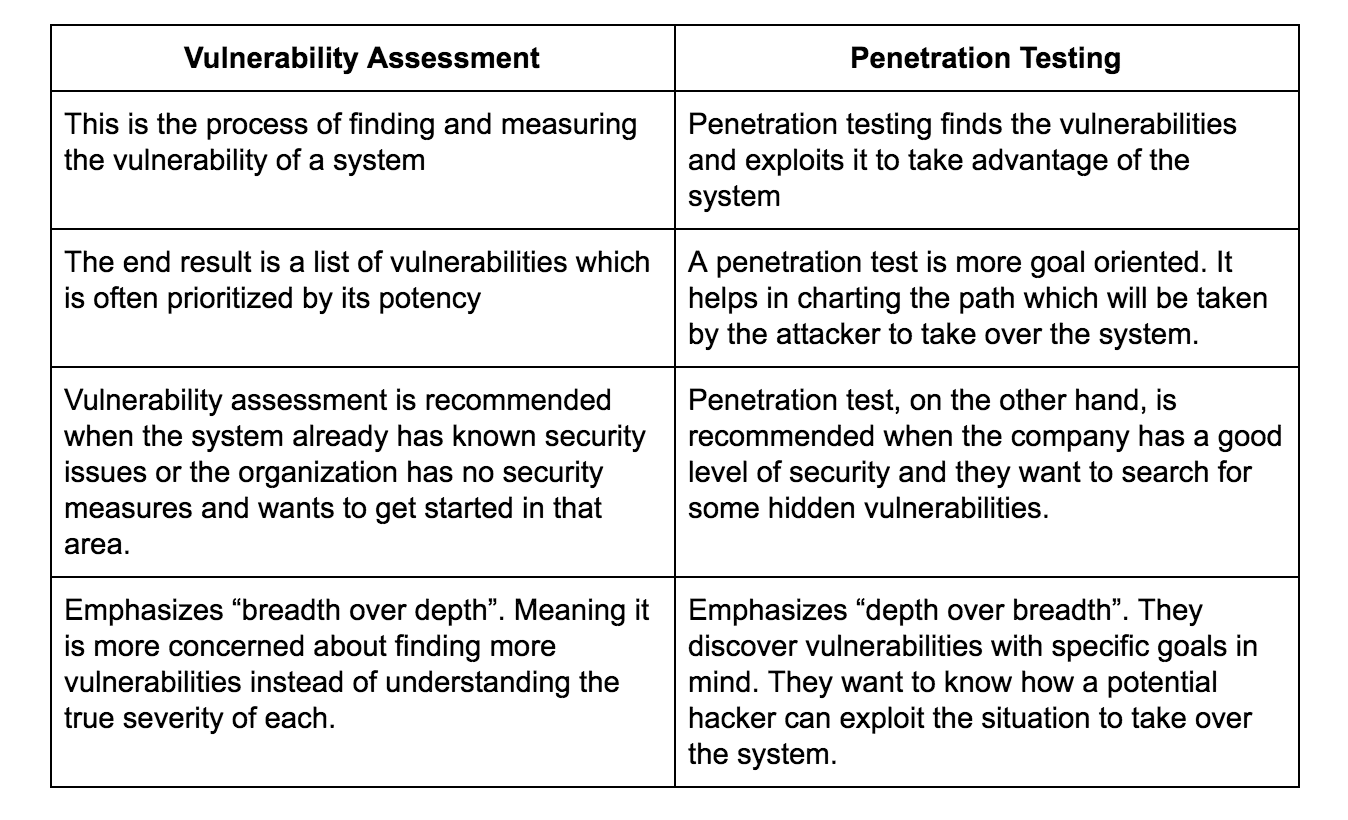 Vulnerability Assessment
Penetration Testing
This is the process of finding and measuring
the vulnerability of a system
Penetration testing finds the vulnerabilities
and exploits it to take advantage of the
system
The end result is a list of vulnerabilities which
is often prioritized by its potency
A penetration test is more goal oriented. It
helps in charting the path which will be taken
by the attacker to take over the system.
Vulnerability assessment is recommended
when the system already has known security
issues or the organization has no security
measures and wants to get started in that
area.
Penetration test, on the other hand, is
recommended when the company has a good
level of security and they want to search for
some hidden vulnerabilities.
Emphasizes “breadth over depth”. Meaning it
is more concerned about finding more
vulnerabilities instead of understanding the
true severity of each.
Emphasizes “depth over breadth”. They
discover vulnerabilities with specific goals in
mind. They want to know how a potential
hacker can exploit the situation to take over
the system.